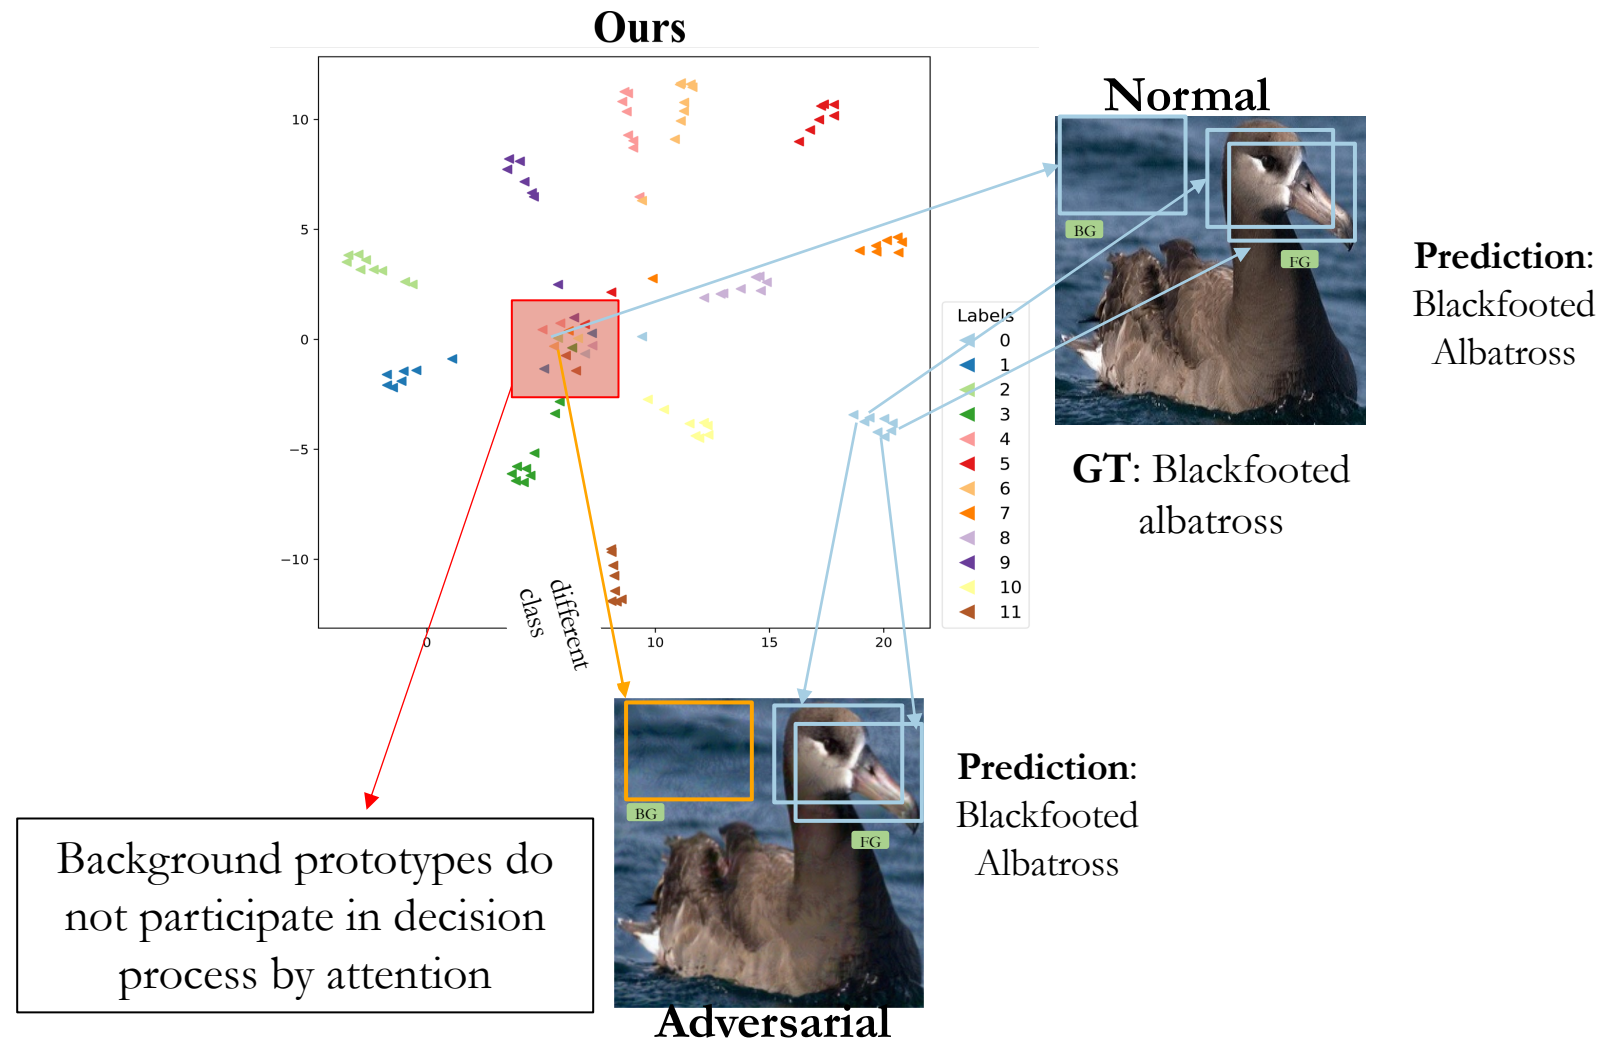 Ours
Normal
10
5
0
−5
−10
0
10
15
20
Labels
0
1
2
3
4
5
6
7
8
9
10
11
BG
FG
Prediction:
Blackfooted
Albatross
GT: Blackfooted
albatross
different
class
BG
FG
Prediction:
Blackfooted
Albatross
Background prototypes do
not participate in decision
process by attention
Adversarial